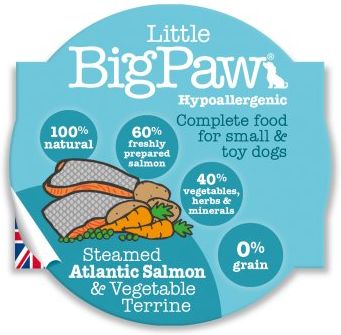 Little
BigPaw®
Hypoallergenic
Complete food
for small &
toy dogs
100%
natural
60%
freshly
prepared
salmon
40%
vegetables,
herbs &
minerals
0%
grain
Steamed
Atlantic Salmon
& Vegetable
Terrine